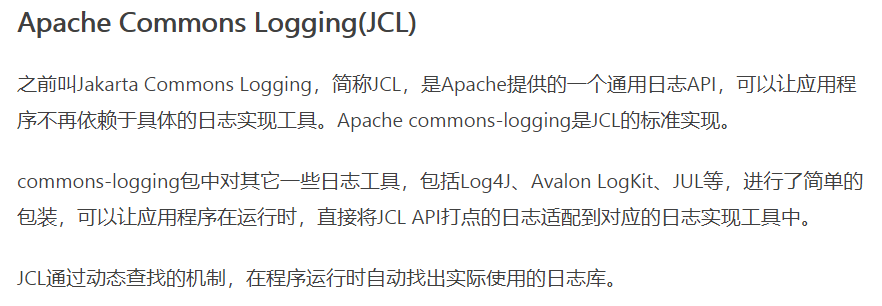 Apache Commons Logging(JCL)
之前叫Jakarta Commons Logging，简称JCL，是Apache提供的一个通用日志API，可以让应用程
序不再依赖于具体的日志实现工具。Apache commons-logging是JCL的标准实现。
commons-logging包中对其它一些日志工具，包括Log4J、Avalon LogKit、JUL等，进行了简单的
包装，可以让应用程序在运行时，直接将JCL API打点的日志适配到对应的日志实现工具中。
JCL通过动态查找的机制，在程序运行时自动找出实际使用的日志库。